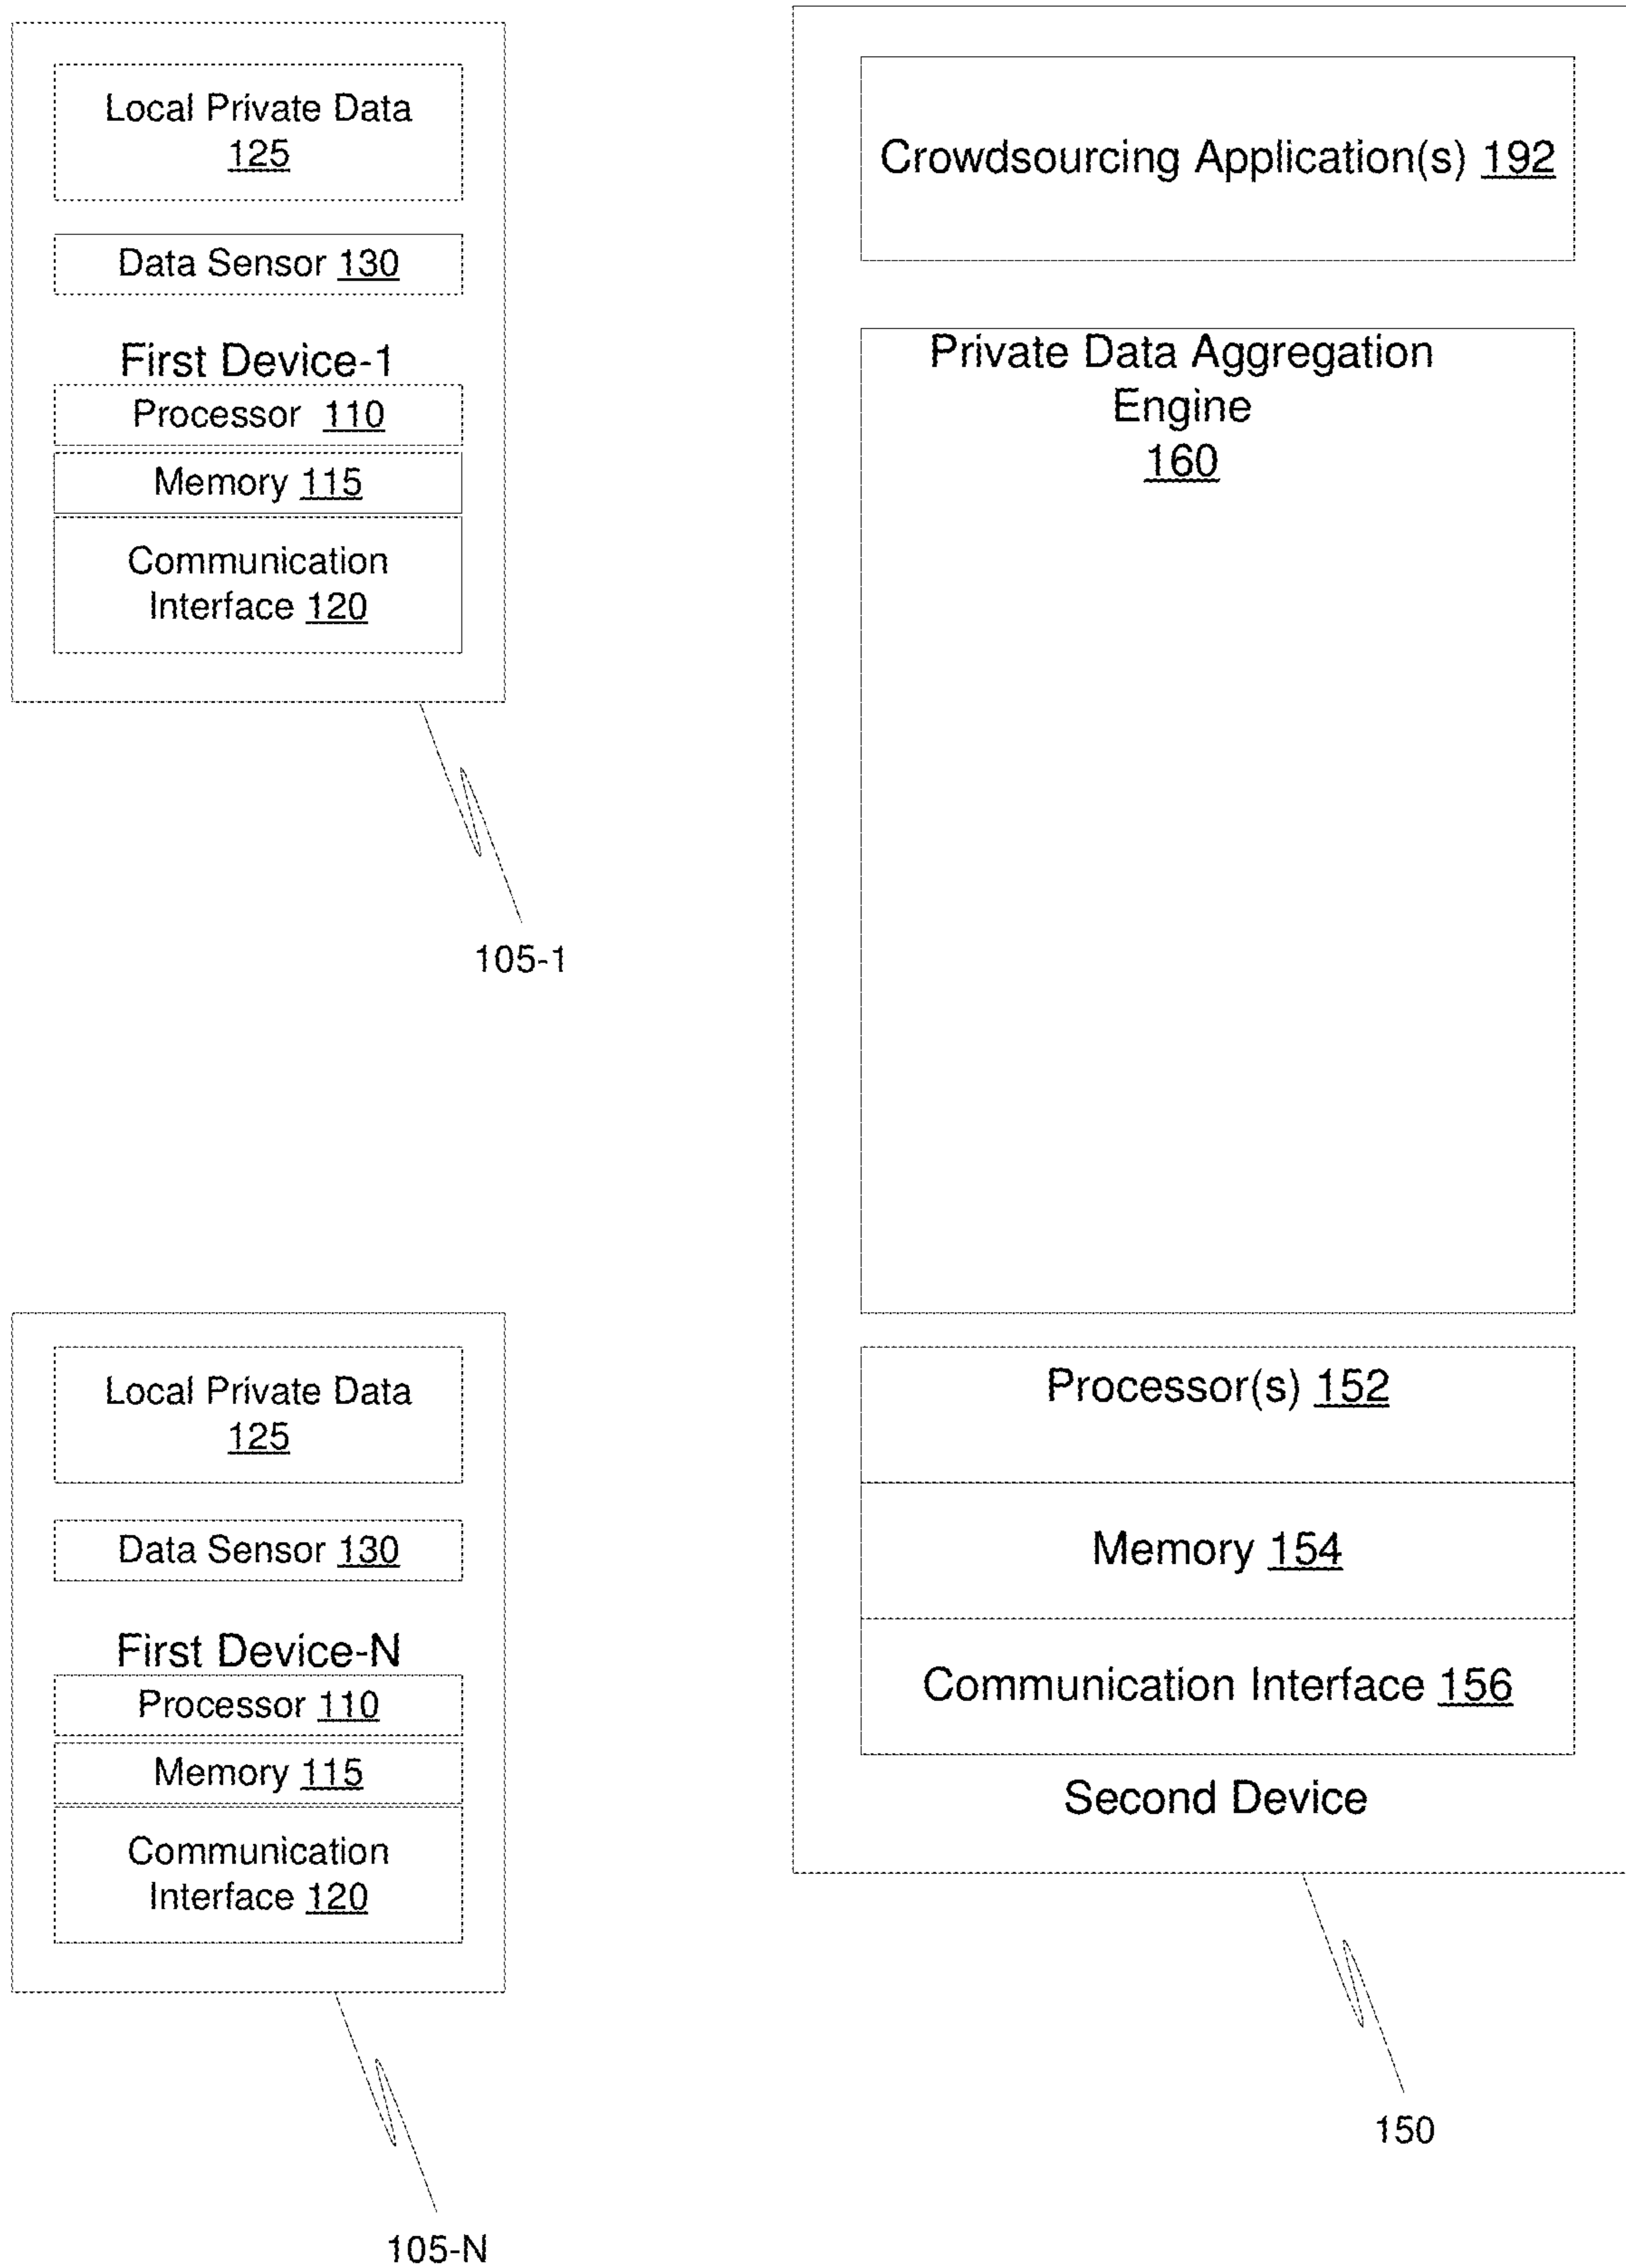 Local Private Data
125
Data Sensor 130
First Device-1
Processor 110
Memory 115
Communication
Interface 120
105-1
Local Private Data
125
Data Sensor 130
First Device-N
Processor 110
Memory 115
Communication
Interface 120
105-N
Crowdsourcing Application(s) 192
Private Data Aggregation
Engine
160
Processor(s) 152
Memory 154
Communication Interface 156
Second Device
150